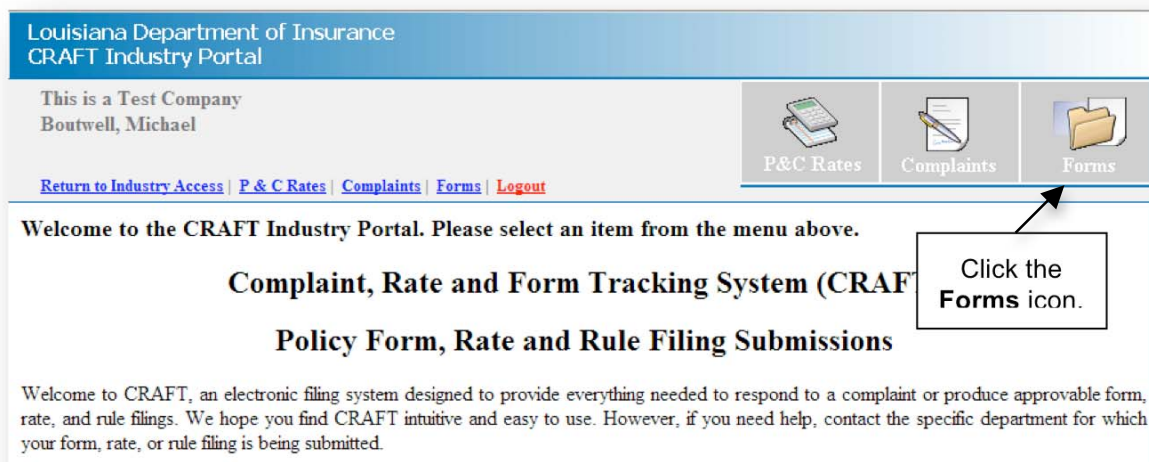 Louisiana Department of Insurance
CRAFT Industry Portal
This is a Test Company
Boutwell, Michael
P&C Rates
Complaints
Forms
Return to Industry Access | P & C Rates | Complaints | Forms | Logout
Welcome to the CRAFT Industry Portal. Please select an item from the menu above.
Click the
Forms icon.
Complaint, Rate and Form Tracking System (CRAF
Policy Form, Rate and Rule Filing Submissions
Welcome to CRAFT, an electronic filing system designed to provide everything needed to respond to a complaint or produce approvable form,
rate, and rule filings. We hope you find CRAFT intuitive and easy to use. However, if you need help, contact the specific department for which
your form, rate, or rule filing is being submitted.